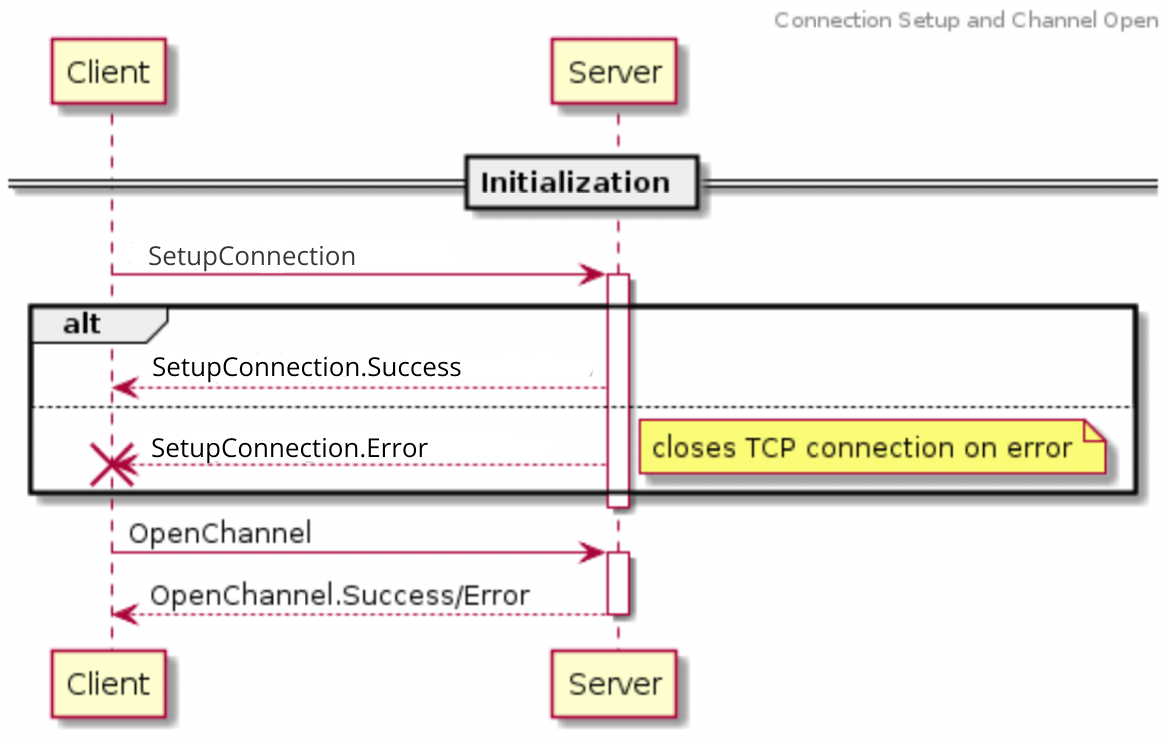 Connection Setup and Channel Open
Client
Server
Initialization
SetupConnection
alt
SetupConnection.Success
SetupConnection.Error
closes TCP connection on error
OpenChannel
OpenChannel.Success/Error
Client
Server